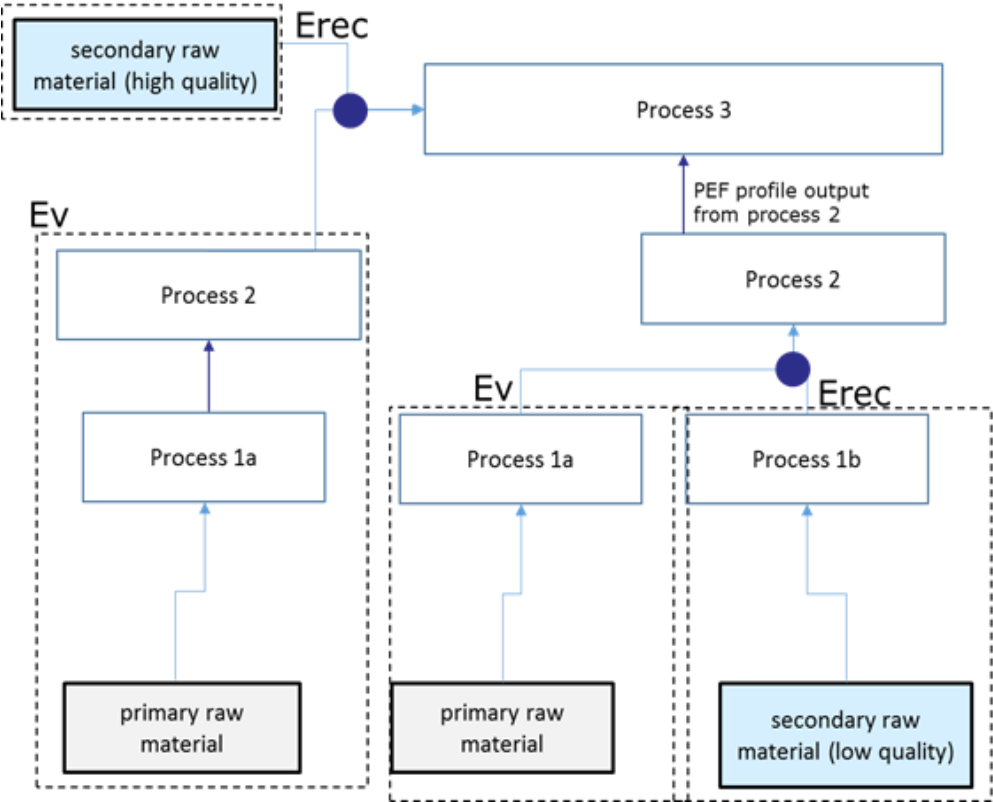 secondary raw
material (high quality)
Erec
Process 3
PEF profile output
from process 2
Ev
Process 2
Process 2
Ev
Erec
Process 1a
Process 1a
Process 1b
primary raw
material
primary raw
material
secondary raw
material (low quality)